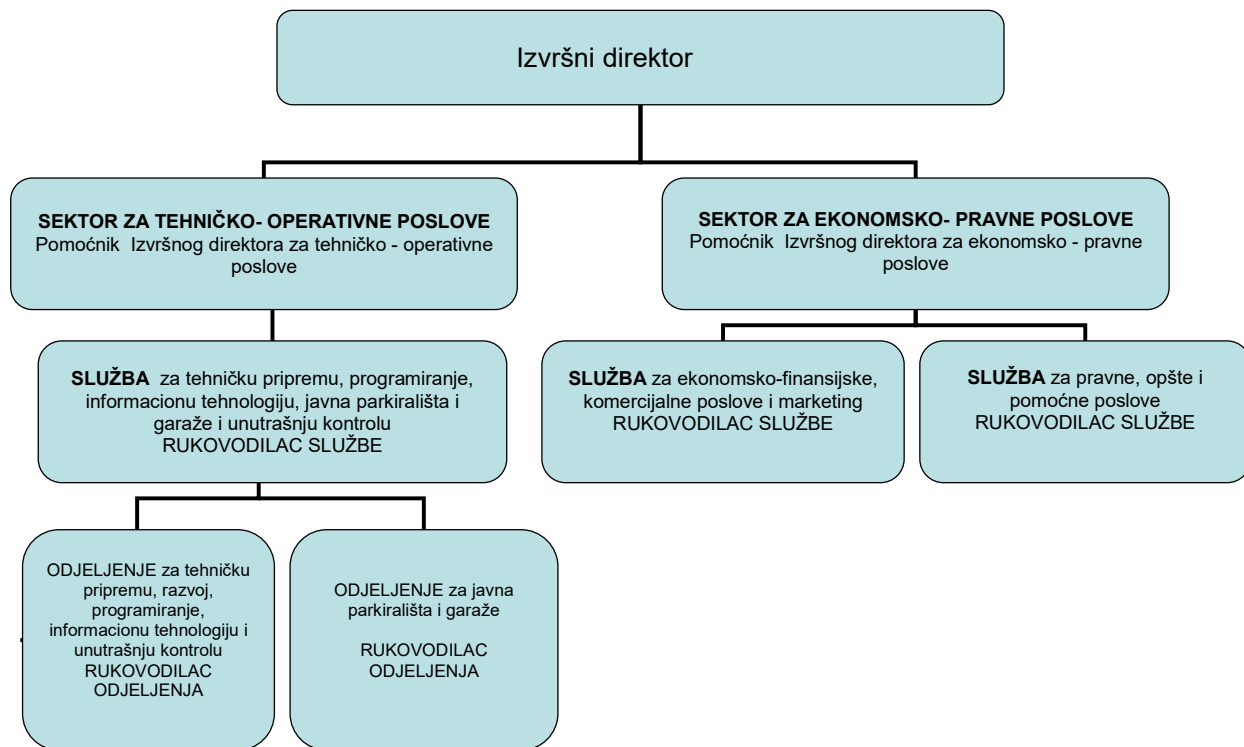 Izvršni direktor
SEKTOR ZA TEHNIČKO- OPERATIVNE POSLOVE
Pomoćnik Izvršnog direktora za tehničko - operativne
poslove
SEKTOR ZA EKONOMSKO- PRAVNE POSLOVE
Pomoćnik Izvršnog direktora za ekonomsko - pravne
poslove
SLUŽBA za tehničku pripremu, programiranje,
informacionu tehnologiju, javna parkirališta i
garaže i unutrašnju kontrolu
RUKOVODILAC SLUŽBE
SLUŽBA za ekonomsko-finansijske,
komercijalne poslove i marketing
RUKOVODILAC SLUŽBE
SLUŽBA za pravne, opšte i
pomoćne poslove
RUKOVODILAC SLUŽBE
ODJELJENJE za tehničku
pripremu, razvoj,
programiranje,
informacionu tehnologiju i
unutrašnju kontrolu
RUKOVODILAC
ODJELJENJA
ODJELJENJE za javna
parkirališta i garaže
RUKOVODILAC
ODJELJENJA